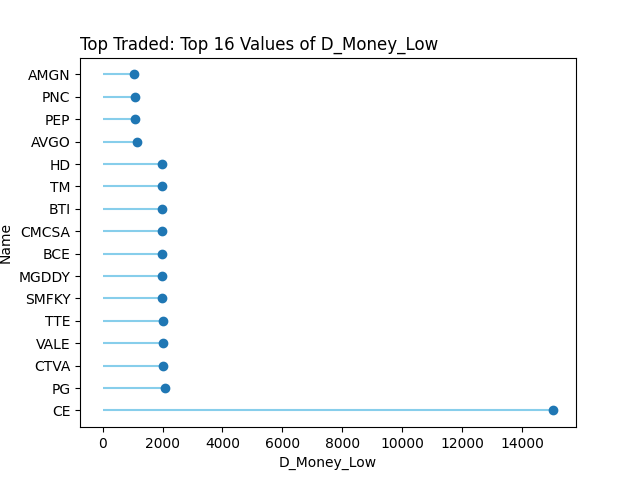 Top Traded: Top 16 Values of D_Money_Low
AMGN
PNC
PEP
AVGO
HD
TM
BTI
CMCSA
BCE
MGDDY
SMFKY
TTE
VALE
CTVA
PG
CE
Name
0 2000 4000 6000 8000 10000 12000 14000
D_Money_Low